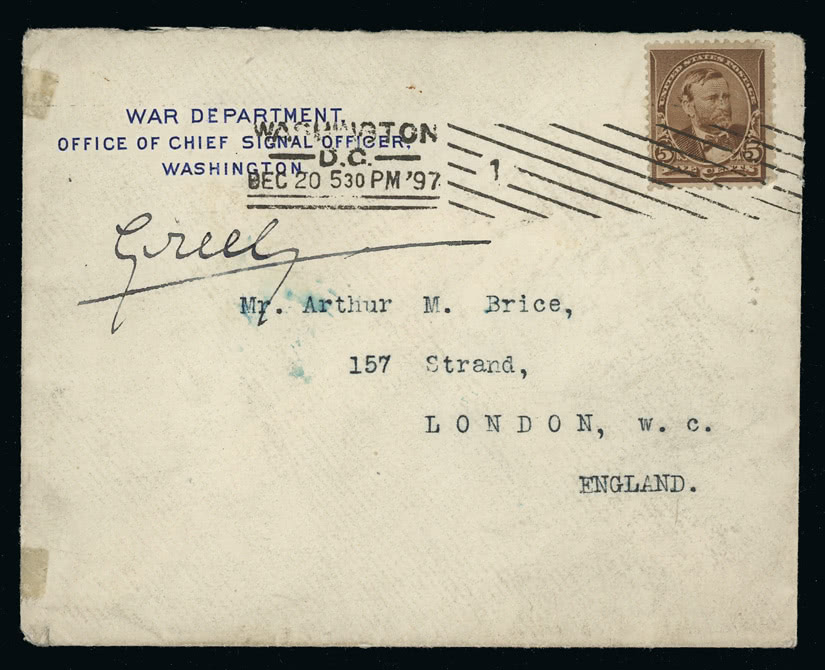 UNITED STATES POSTAGE
WAR DEPARTMENT
OFFICE OF CHIEF SIGNAL OFFICER,
WASHINGTON
WASHINGTON
D.C.
DEC 20 530 PM '97
1
5 5
CENTS
Greely
Mr. Arthur M. Brice,
157 Strand,
LONDON, w. c.
ENGLAND.